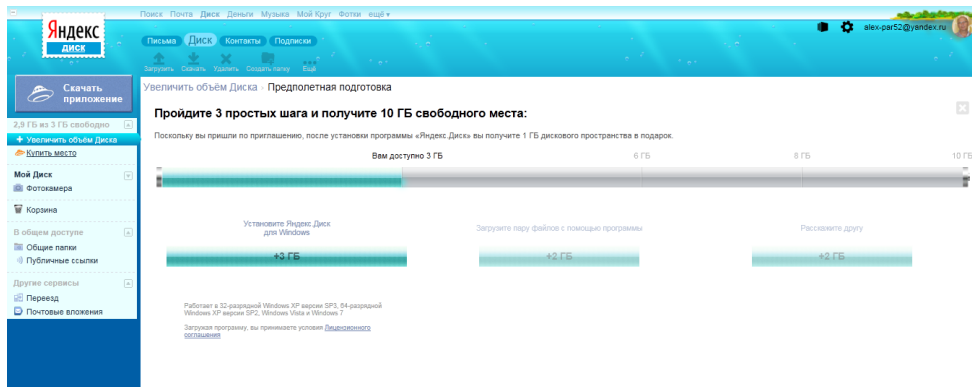 Поиск Почта Диск Деньги Музыка Мой Круг Фотки ещё
Яндекс
диск
alex-par52@yandex.ru
Письма Диск Контакты Подписки
Загрузить Скачать Удалить Создать папку Ещё
Скачать
приложение
Увеличить объём Диска › Предполетная подготовка
Пройдите 3 простых шага и получите 10 ГБ свободного места:
2,9 ГБ из 3 ГБ свободно
+ Увеличить объём Диска
Купить место
Поскольку вы пришли по приглашению, после установки программы «Яндекс.Диск» вы получите 1 ГБ дискового пространства в подарок.
Вам доступно 3 ГБ
6 ГБ
8 ГБ
10 ГБ
Мой Диск
Фотокамера
Корзина
В общем доступе
Общие папки
Публичные ссылки
Другие сервисы
Переезд
Почтовые вложения
Установите Яндекс.Диск
для Windows
+3 ГБ
Загрузите пару файлов с помощью программы
+2 ГБ
Расскажите другу
+2 ГБ
Работает в 32-разрядной Windows XP версии SP3, 64-разрядной
Windows XP версии SP2, Windows Vista и Windows 7
Загружая программу, вы принимаете условия Лицензионного
соглашения